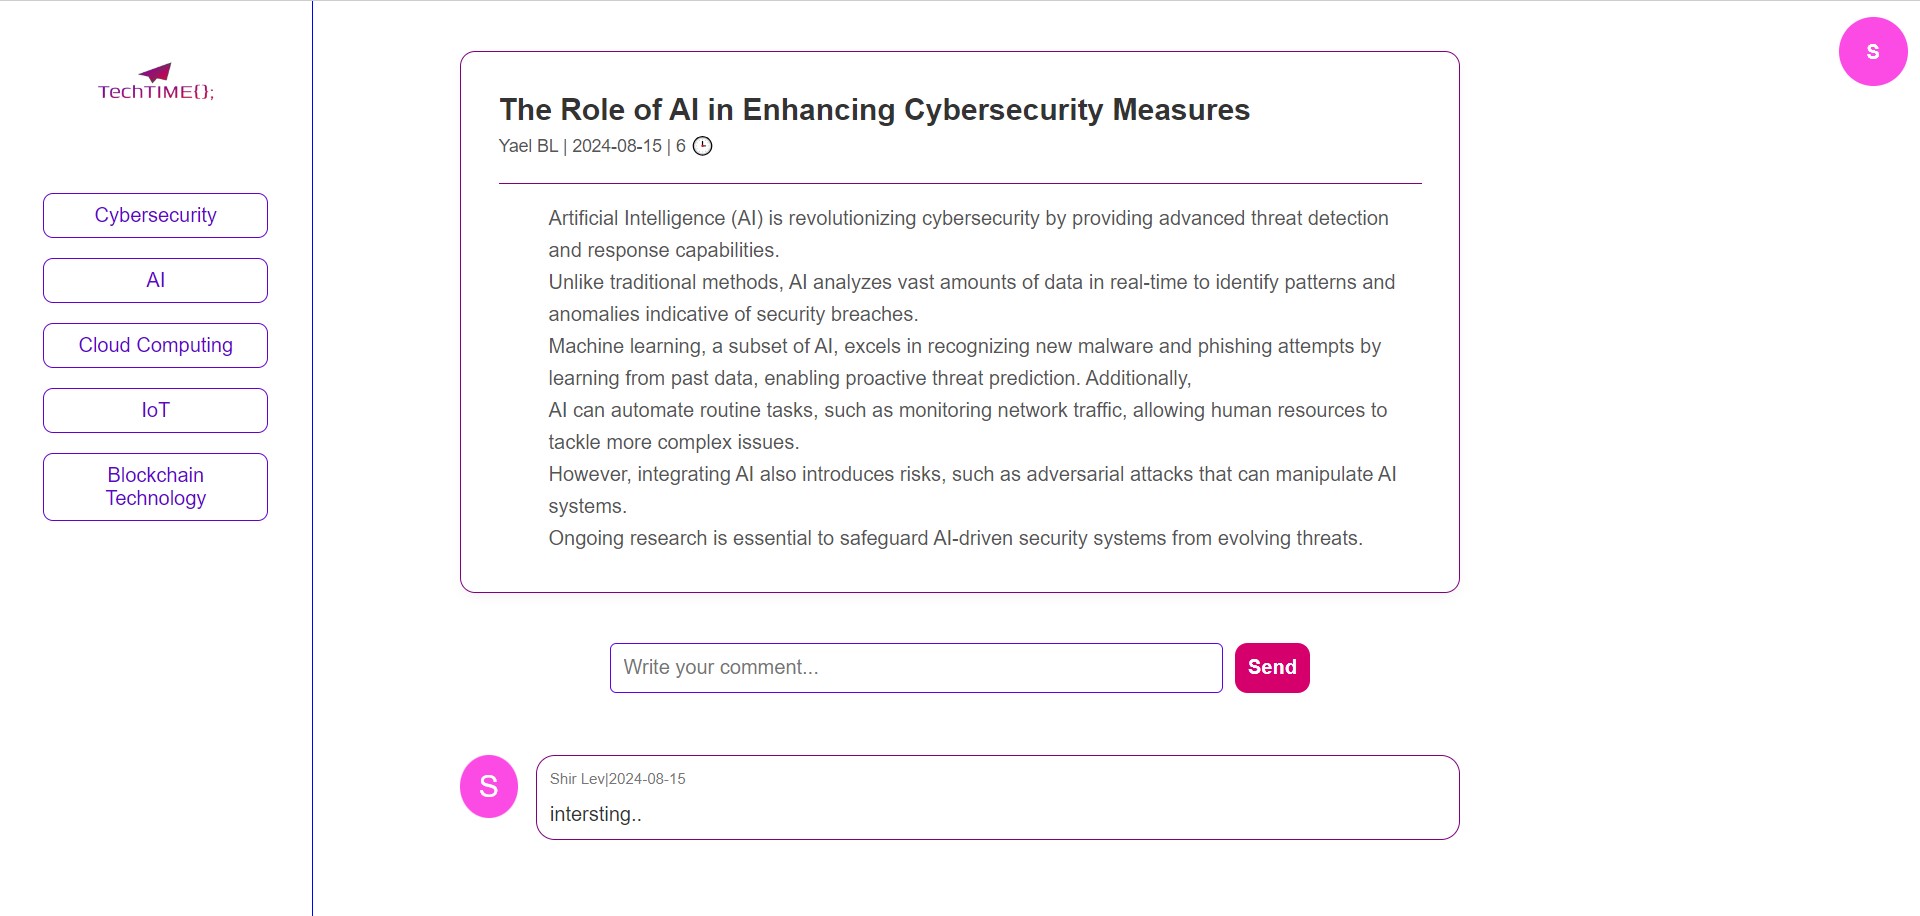 TechTIME{};
S
Cybersecurity
AI
Cloud Computing
IoT
Blockchain
Technology
The Role of AI in Enhancing Cybersecurity Measures
Yael BL | 2024-08-15 | 6
Artificial Intelligence (AI) is revolutionizing cybersecurity by providing advanced threat detection
and response capabilities.
Unlike traditional methods, AI analyzes vast amounts of data in real-time to identify patterns and
anomalies indicative of security breaches.
Machine learning, a subset of AI, excels in recognizing new malware and phishing attempts by
learning from past data, enabling proactive threat prediction. Additionally,
AI can automate routine tasks, such as monitoring network traffic, allowing human resources to
tackle more complex issues.
However, integrating AI also introduces risks, such as adversarial attacks that can manipulate AI
systems.
Ongoing research is essential to safeguard AI-driven security systems from evolving threats.
Write your comment...
Send
S
Shir Lev|2024-08-15
intersting..